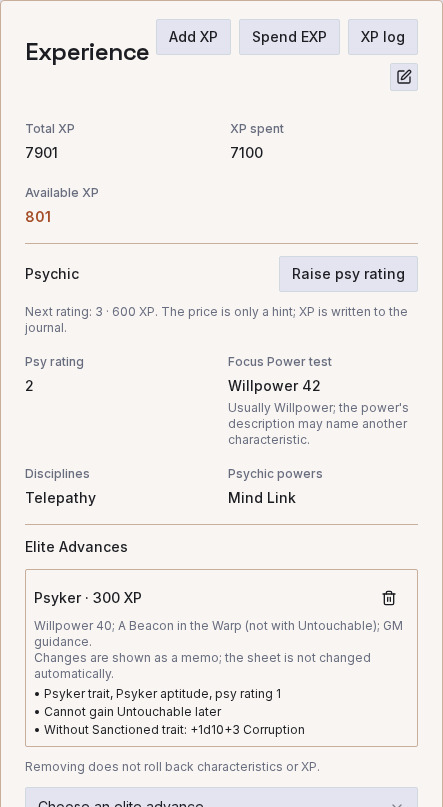 Experience
Add XP
Spend EXP
XP log
Total XP
XP spent
7901
7100
Available XP
801
Psychic
Raise psy rating
Next rating: 3 · 600 XP. The price is only a hint; XP is written to the
journal.
Psy rating
Focus Power test
2
Willpower 42
Usually Willpower; the power's
description may name another
characteristic.
Disciplines
Psychic powers
Telepathy
Mind Link
Elite Advances
Psyker · 300 XP
Willpower 40; A Beacon in the Warp (not with Untouchable); GM
guidance.
Changes are shown as a memo; the sheet is not changed
automatically.
• Psyker trait, Psyker aptitude, psy rating 1
• Cannot gain Untouchable later
• Without Sanctioned trait: +1d10+3 Corruption
Removing does not roll back characteristics or XP.
Choose an elite advance